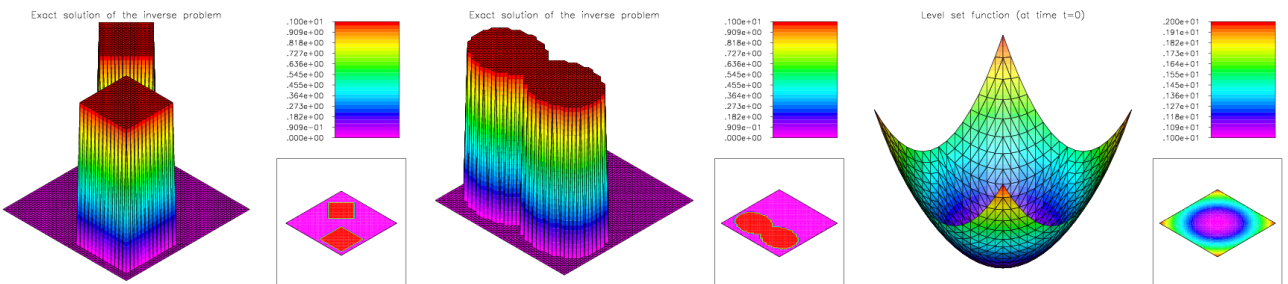 Exact solution of the inverse problem
.100e+01
.909e+00
.818e+00
.727e+00
.636e+00
.545e+00
.455e+00
.364e+00
.273e+00
.182e+00
.909e-01
.000e+00
Exact solution of the inverse problem
.100e+01
.909e+00
.818e+00
.727e+00
.636e+00
.545e+00
.455e+00
.364e+00
.273e+00
.182e+00
.909e-01
.000e+00
Level set function (at time t=0)
.200e+01
.191e+01
.182e+01
.173e+01
.164e+01
.154e+01
.145e+01
.136e+01
.127e+01
.118e+01
.109e+01
.100e+01